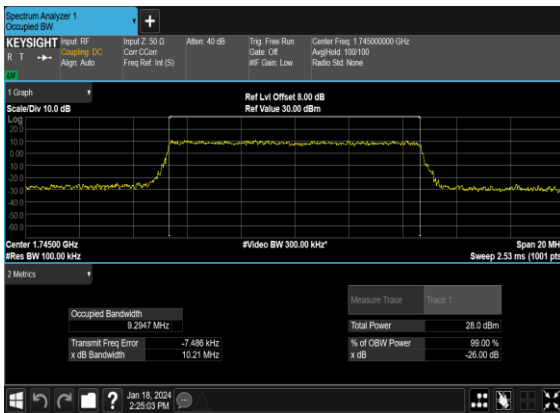 Spectrum Analyzer 1
Occupied BW
KEYSIGHT
R T
LV
Input: RF
Coupling: DC
Align: Auto
Input Z: 50 Ω
Corr CCorr
Freq Ref: Int (S)
Atten: 40 dB
Trig: Free Run
Gate: Off
#IF Gain: Low
Center Freq: 1.745000000 GHz
Avg|Hold: 100/100
Radio Std: None
1 Graph
Scale/Div 10.0 dB
Ref Lvl Offset 8.00 dB
Ref Value 30.00 dBm
Log
20.0
10.0
0.00
-10.0
-20.0
-30.0
-40.0
-50.0
-60.0
Center 1.74500 GHz
#Res BW 100.00 kHz
#Video BW 300.00 kHz*
Span 20 MH
Sweep 2.53 ms (1001 pts
2 Metrics
Measure Trace
Trace 1
Occupied Bandwidth
9.2947 MHz
Total Power
28.0 dBm
Transmit Freq Error
-7.486 kHz
% of OBW Power
99.00 %
x dB Bandwidth
10.21 MHz
x dB
-26.00 dB
?
Jan 18, 2024
2:25:03 PM